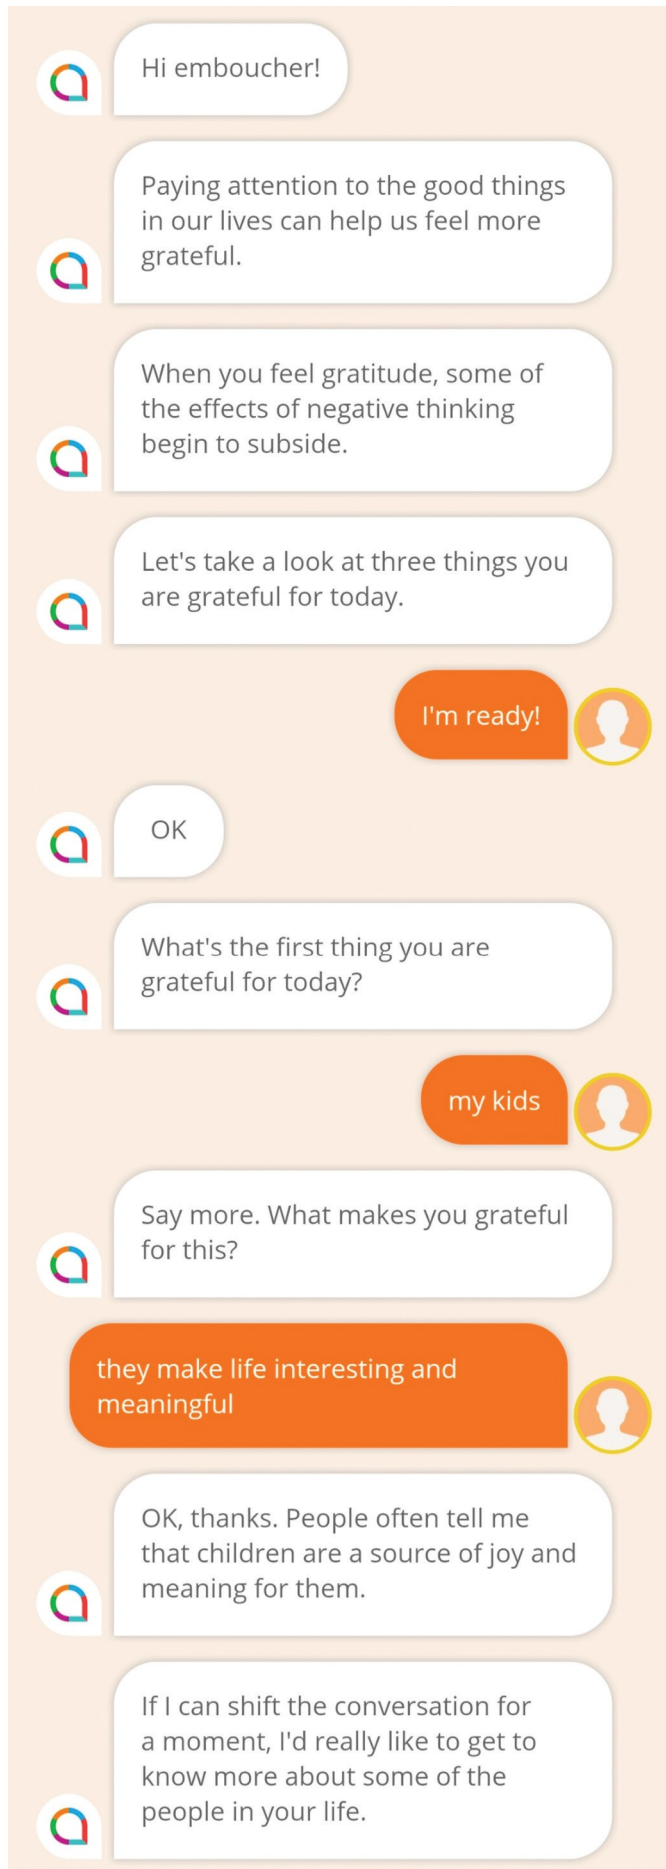 Hi emboucher!
Paying attention to the good things
in our lives can help us feel more
grateful.
When you feel gratitude, some of
the effects of negative thinking
begin to subside.
Let's take a look at three things you
are grateful for today.
I'm ready!
OK
What's the first thing you are
grateful for today?
my kids
Say more. What makes you grateful
for this?
they make life interesting and
meaningful
OK, thanks. People often tell me
that children are a source of joy and
meaning for them.
If I can shift the conversation for
a moment, I'd really like to get to
know more about some of the
people in your life.